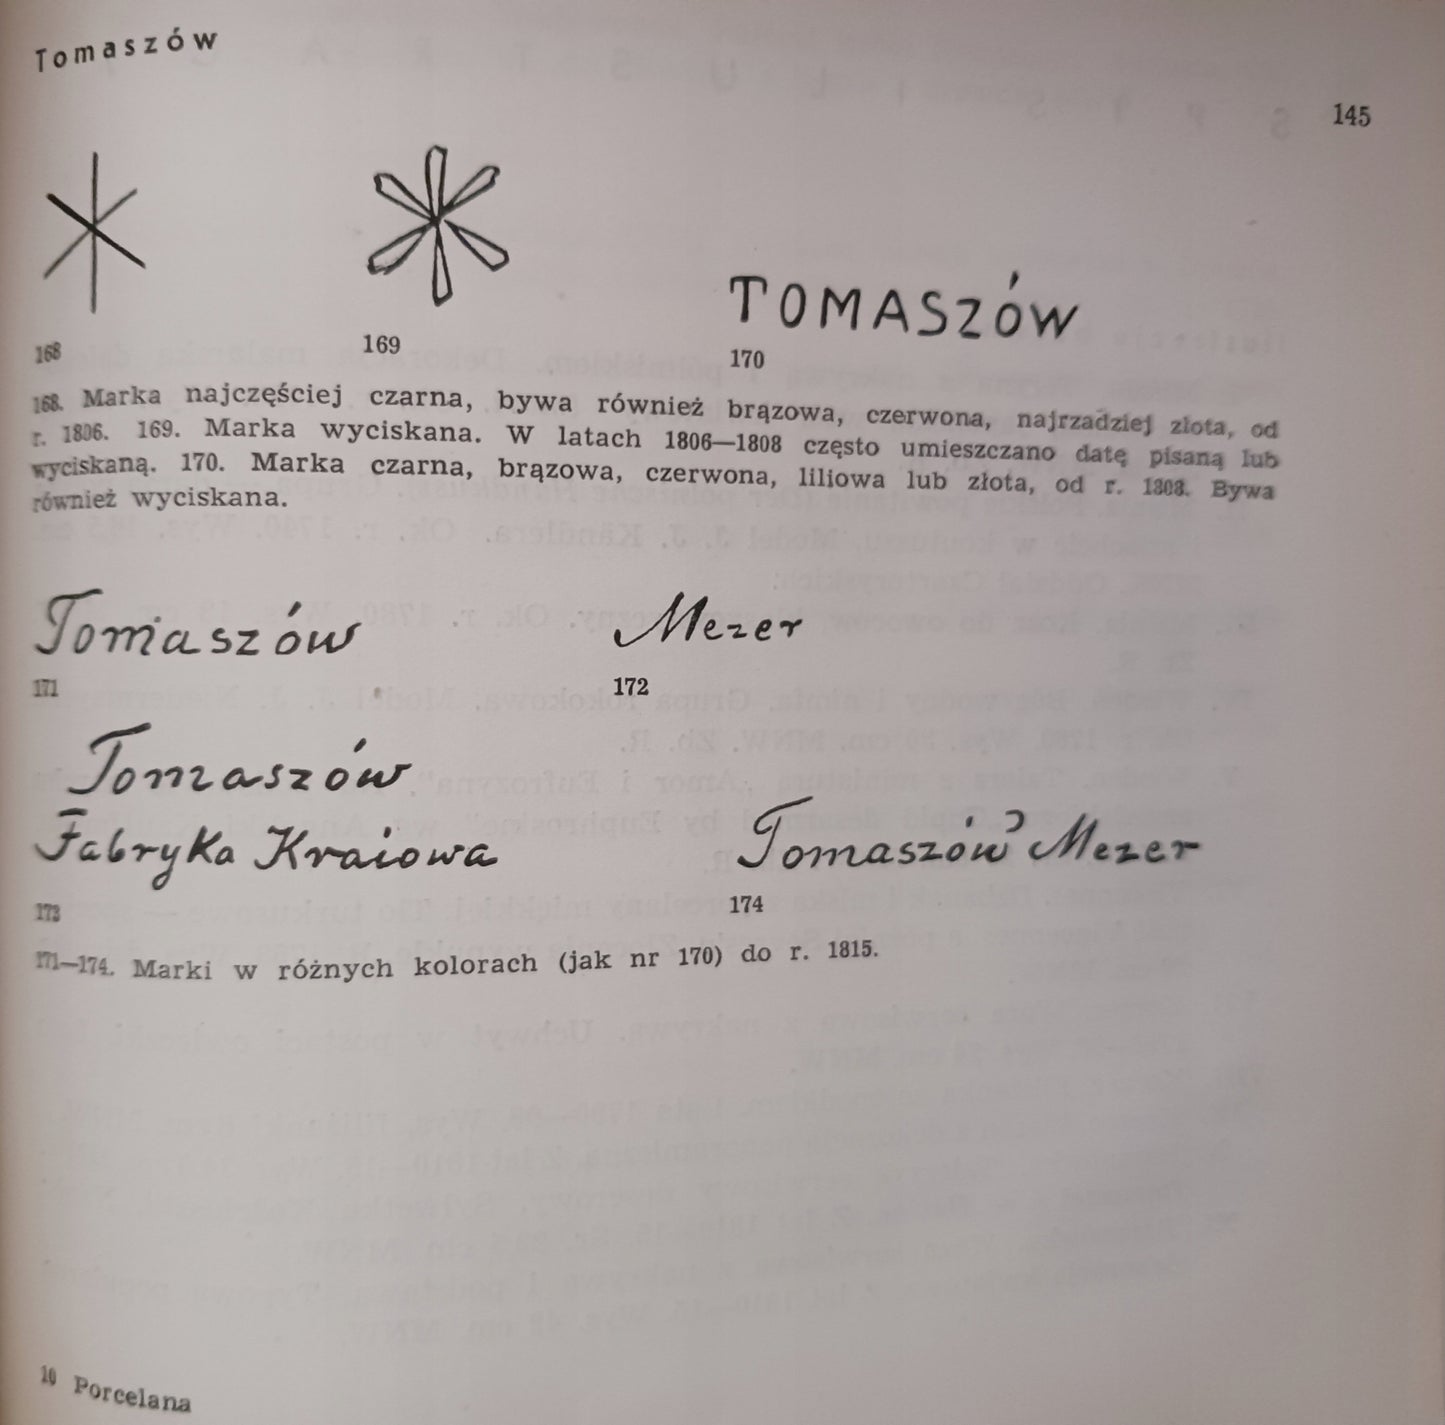 Tomaszów
145
TOMASZÓW
168
169
170
168. Marka najczęściej czarna, bywa również brązowa, czerwona, najrzadziej złota, od
r. 1806. 169. Marka wyciskana. W latach 1806—1808 często umieszczano datę pisaną lub
wyciskaną. 170. Marka czarna, brązowa, czerwona, liliowa lub złota, od r. 1808. Bywa
również wyciskana.
Tomaszów
Mezer
171
172
Tomaszów
Fabryka Kraiowa
Tomaszów Mezer
173
174
171—174. Marki w różnych kolorach (jak nr 170) do r. 1815.
10 Porcelana